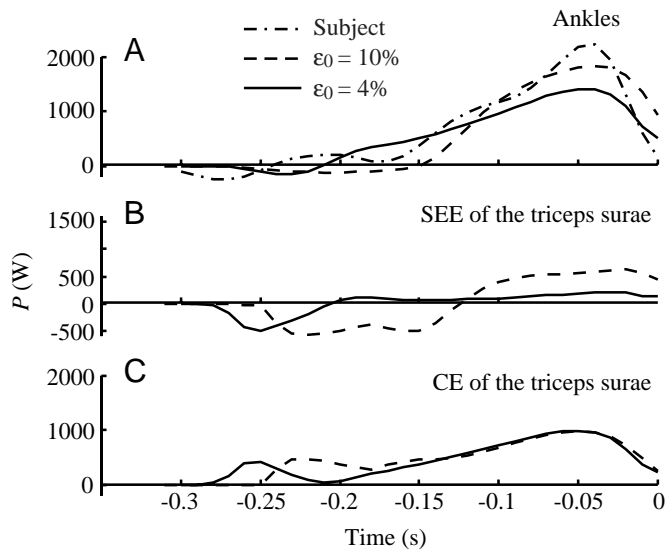 A
Subject
ε0 = 10%
ε0 = 4%
Ankles
2000
1000
0
B
SEE of the triceps surae
1500
500
0
-500
P (W)
C
CE of the triceps surae
2000
1000
0
-0.3 -0.25 -0.2 -0.15 -0.1 -0.05 0
Time (s)